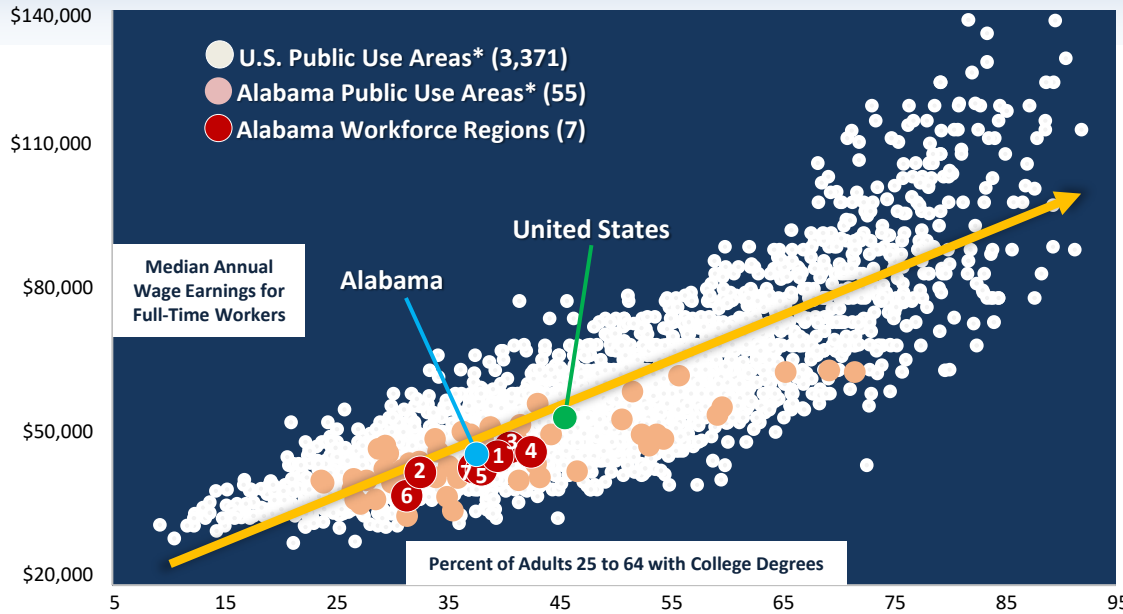 $140,000
U.S. Public Use Areas* (3,371)
Alabama Public Use Areas* (55)
Alabama Workforce Regions (7)
$110,000
United States
Median Annual
Wage Earnings for
Full-Time Workers
Alabama
$80,000
$50,000
3
4
1
7
5
2
6
Percent of Adults 25 to 64 with College Degrees
$20,000
5 15 25 35 45 55 65 75 85 95